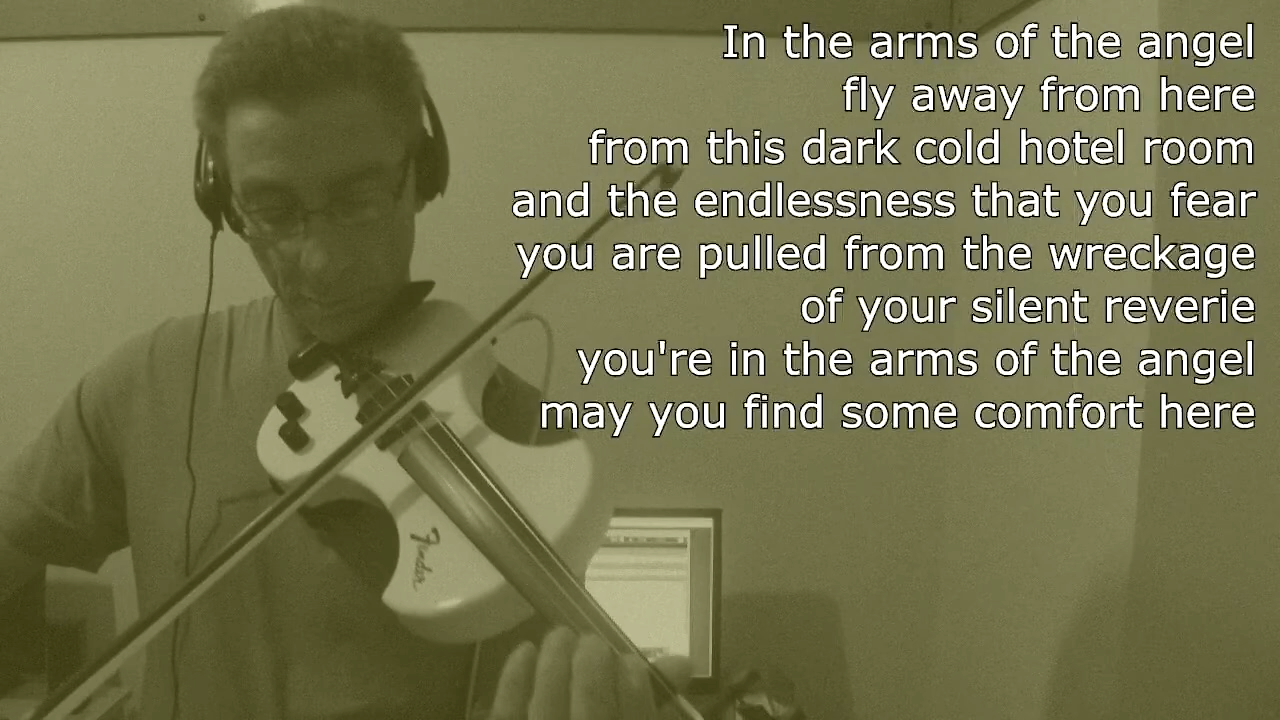 In the arms of the angel
fly away from here
from this dark cold hotel room
and the endlessness that you fear
you are pulled from the wreckage
of your silent reverie
you're in the arms of the angel
may you find some comfort here
Fender